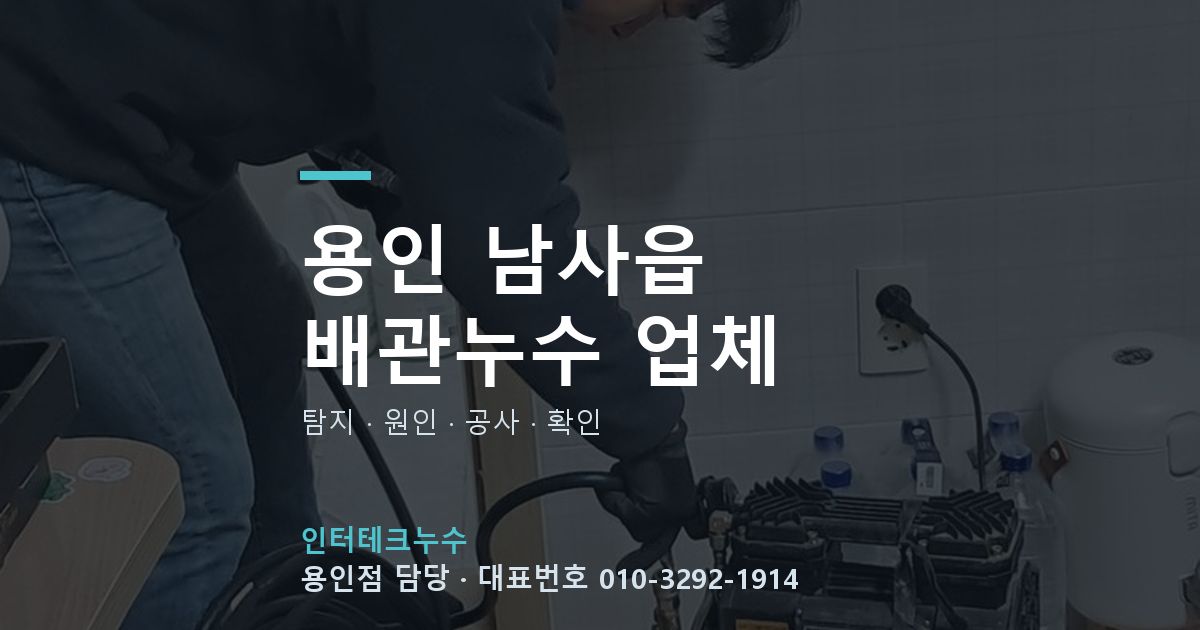 용인 남사읍
배관누수 업체
탐지 · 원인 · 공사 · 확인
인터테크누수
용인점 담당 · 대표번호 010-3292-1914